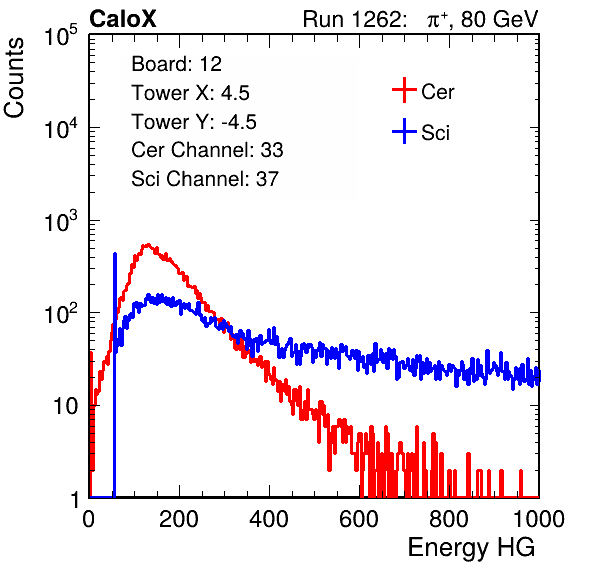 CaloX Run 1262: π⁺, 80 GeV
Counts
10⁵
10⁴
10³
10²
10
1
Board: 12
Tower X: 4.5
Tower Y: -4.5
Cer Channel: 33
Sci Channel: 37
Cer
Sci
0 200 400 600 800 1000
Energy HG